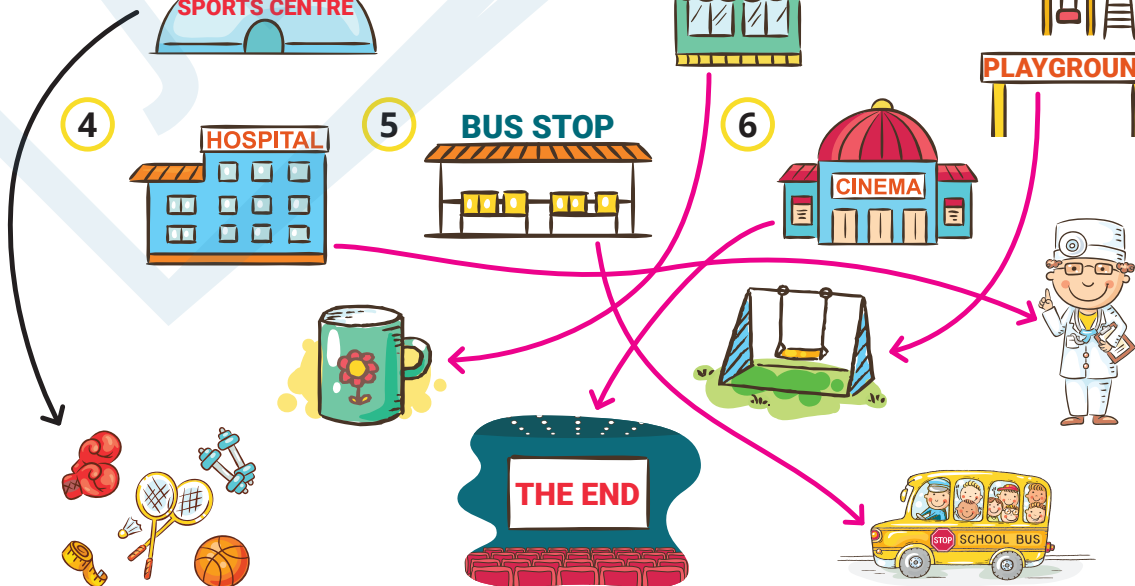 SPORTS CENTRE
PLAYGROUN
4
HOSPITAL
5
BUS STOP
6
CINEMA
THE END
STOP
SCHOOL BUS